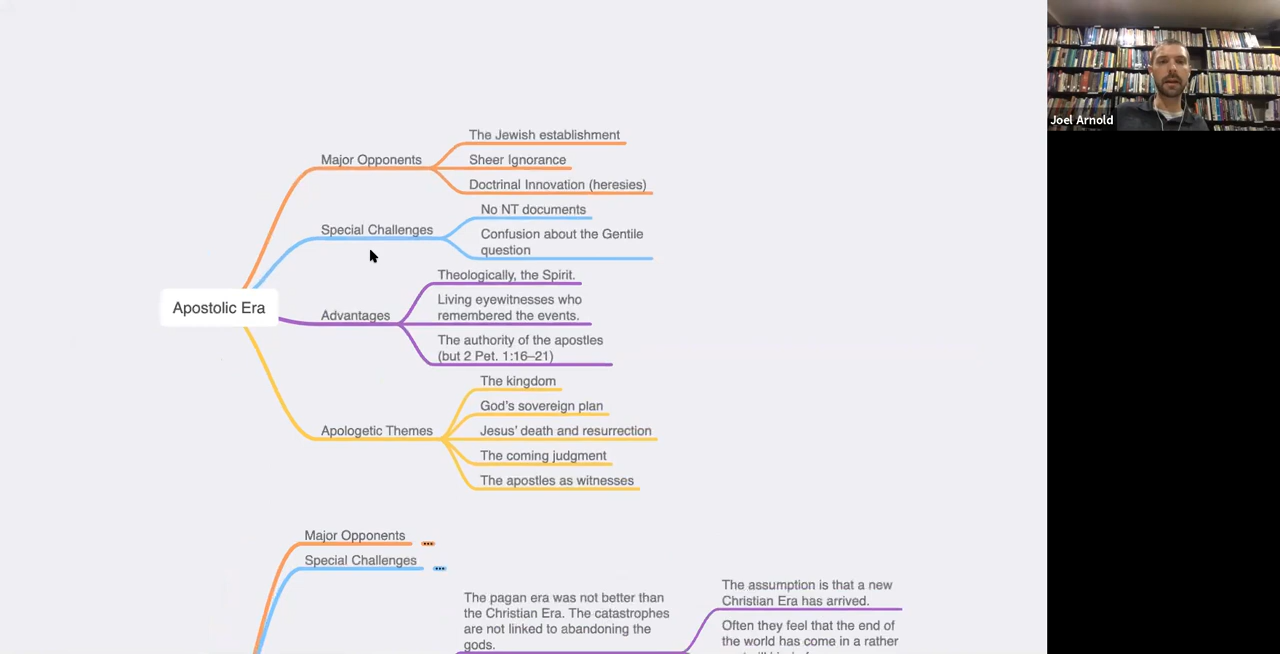 Joel Arnold
The Jewish establishment
Major Opponents
Sheer Ignorance
Doctrinal Innovation (heresies)
No NT documents
Special Challenges
Confusion about the Gentile
question
Theologically, the Spirit.
Apostolic Era
Advantages
Living eyewitnesses who
remembered the events.
The authority of the apostles
(but 2 Pet. 1:16–21)
The kingdom
God's sovereign plan
Apologetic Themes
Jesus' death and resurrection
The coming judgment
The apostles as witnesses
Major Opponents
Special Challenges
The pagan era was not better than
the Christian Era. The catastrophes
are not linked to abandoning the
gods.
The assumption is that a new
Christian Era has arrived.
Often they feel that the end of
the world has come in a rather